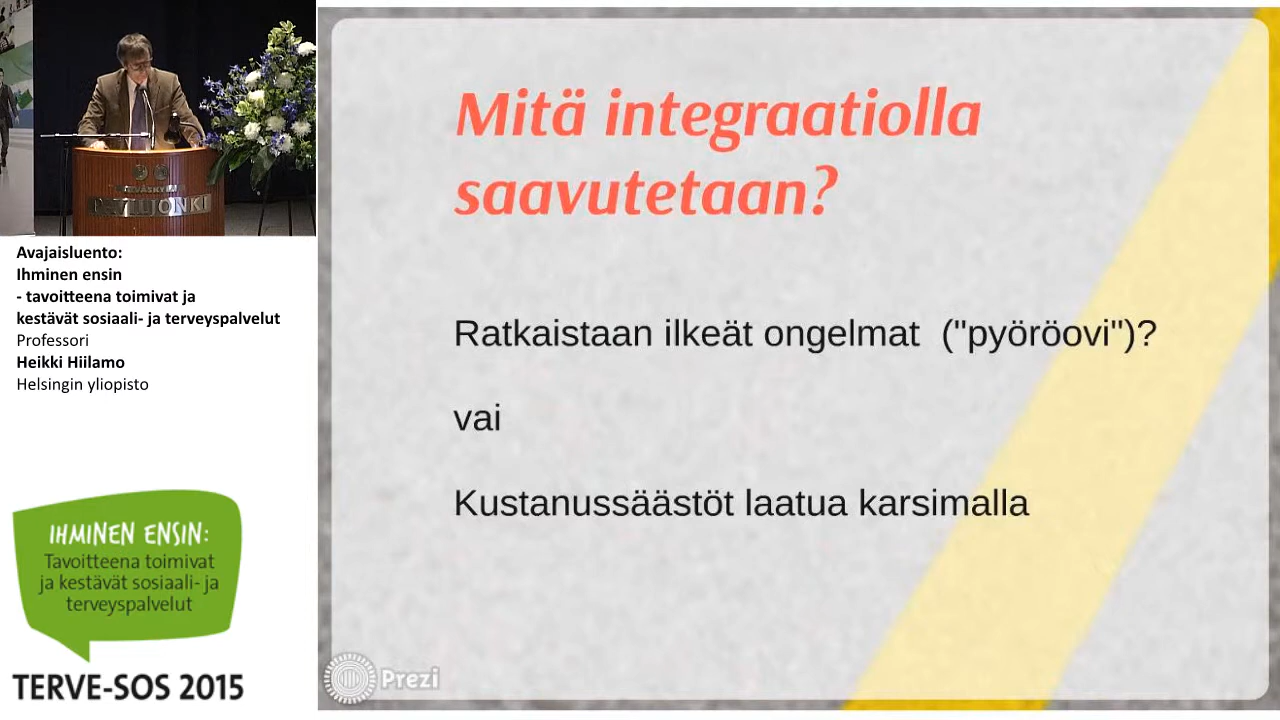 PAVILJONKI
Avajaisluento:
Ihminen ensin
- tavoitteena toimivat ja
kestävät sosiaali- ja terveyspalvelut
Professori
Heikki Hiilamo
Helsingin yliopisto
IHMINEN ENSIN:
Tavoitteena toimivat
ja kestävät sosiaali- ja
terveyspalvelut
TERVE-SOS 2015
Mitä integraatiolla
saavutetaan?
Ratkaistaan ilkeät ongelmat ("pyöröovi")?
vai
Kustanussäästöt laatua karsimalla
Prezi